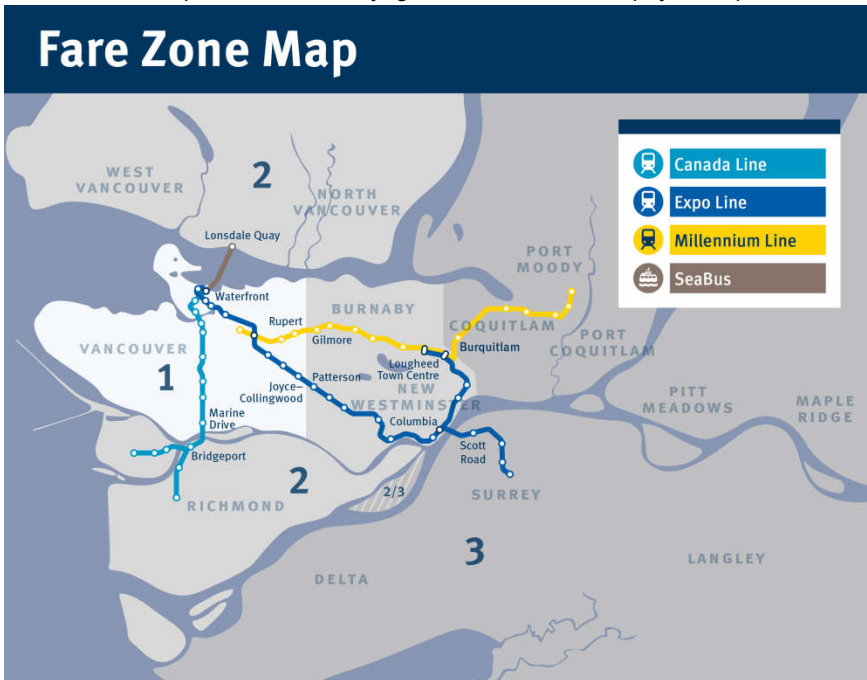 Fare Zone Map
WEST
VANCOUVER
2
NORTH
VANCOUVER
Lonsdale Quay
Canada Line
Expo Line
Millennium Line
SeaBus
PORT
MOODY
Waterfront
BURNABY
Rupert
Gilmore
COQUITLAM
Burquitlam
PORT
COQUITLAM
VANCOUVER
1
Joyce–
Collingwood
Patterson
Lougheed
Town Centre
NEW
WESTMINSTER
PITT
MEADOWS
MAPLE
RIDGE
Marine
Drive
Columbia
Bridgeport
Scott
Road
2
2/3
RICHMOND
SURREY
3
DELTA
LANGLEY